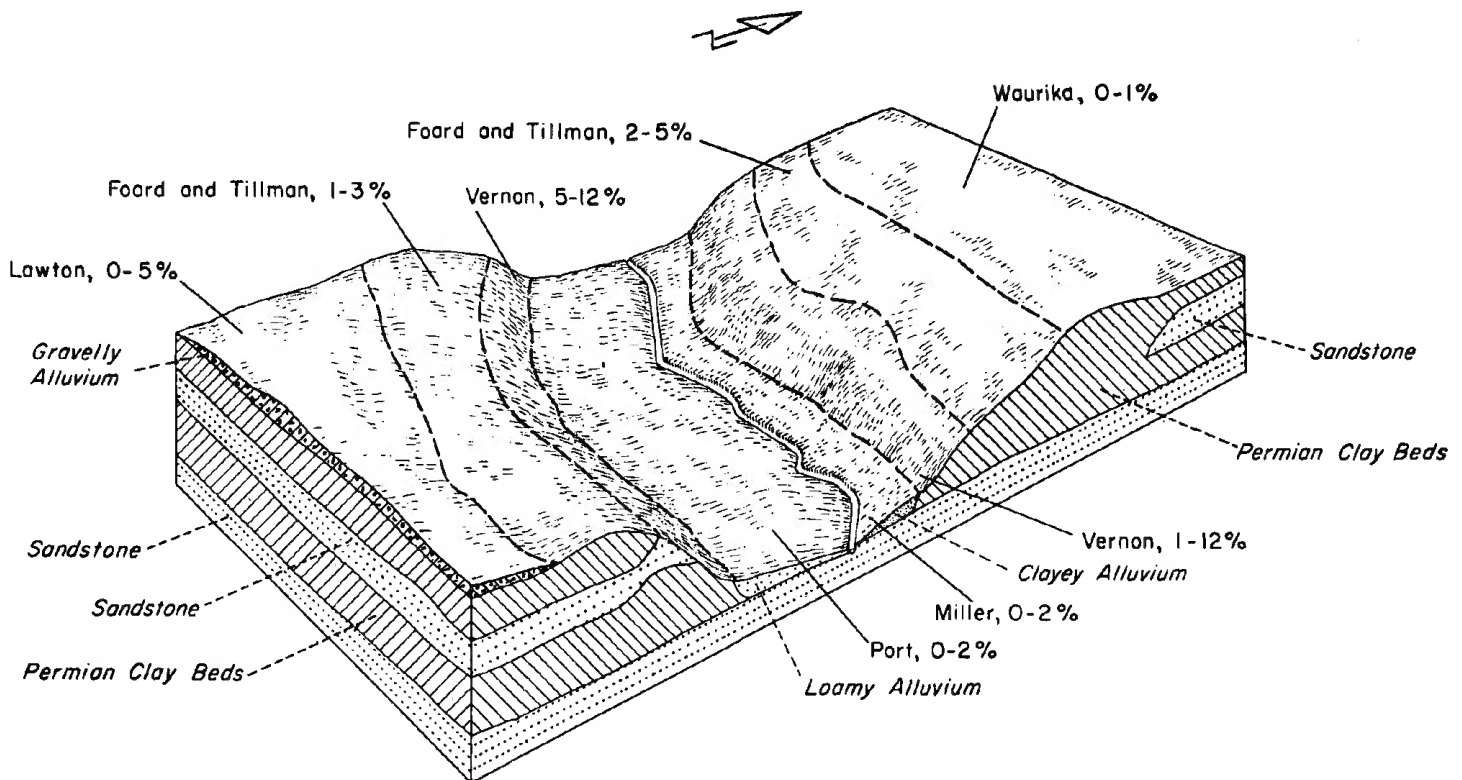 Waurika, 0-1%
Foard and Tillman, 2-5%
Foard and Tillman, 1-3%
Vernon, 5-12%
Lawton, 0-5%
Gravelly
Alluvium
Sandstone
Permian Clay Beds
Sandstone
Vernon, 1-12%
Clayey Alluvium
Sandstone
Miller, 0-2%
Port, 0-2%
Permian Clay Beds
Loamy Alluvium